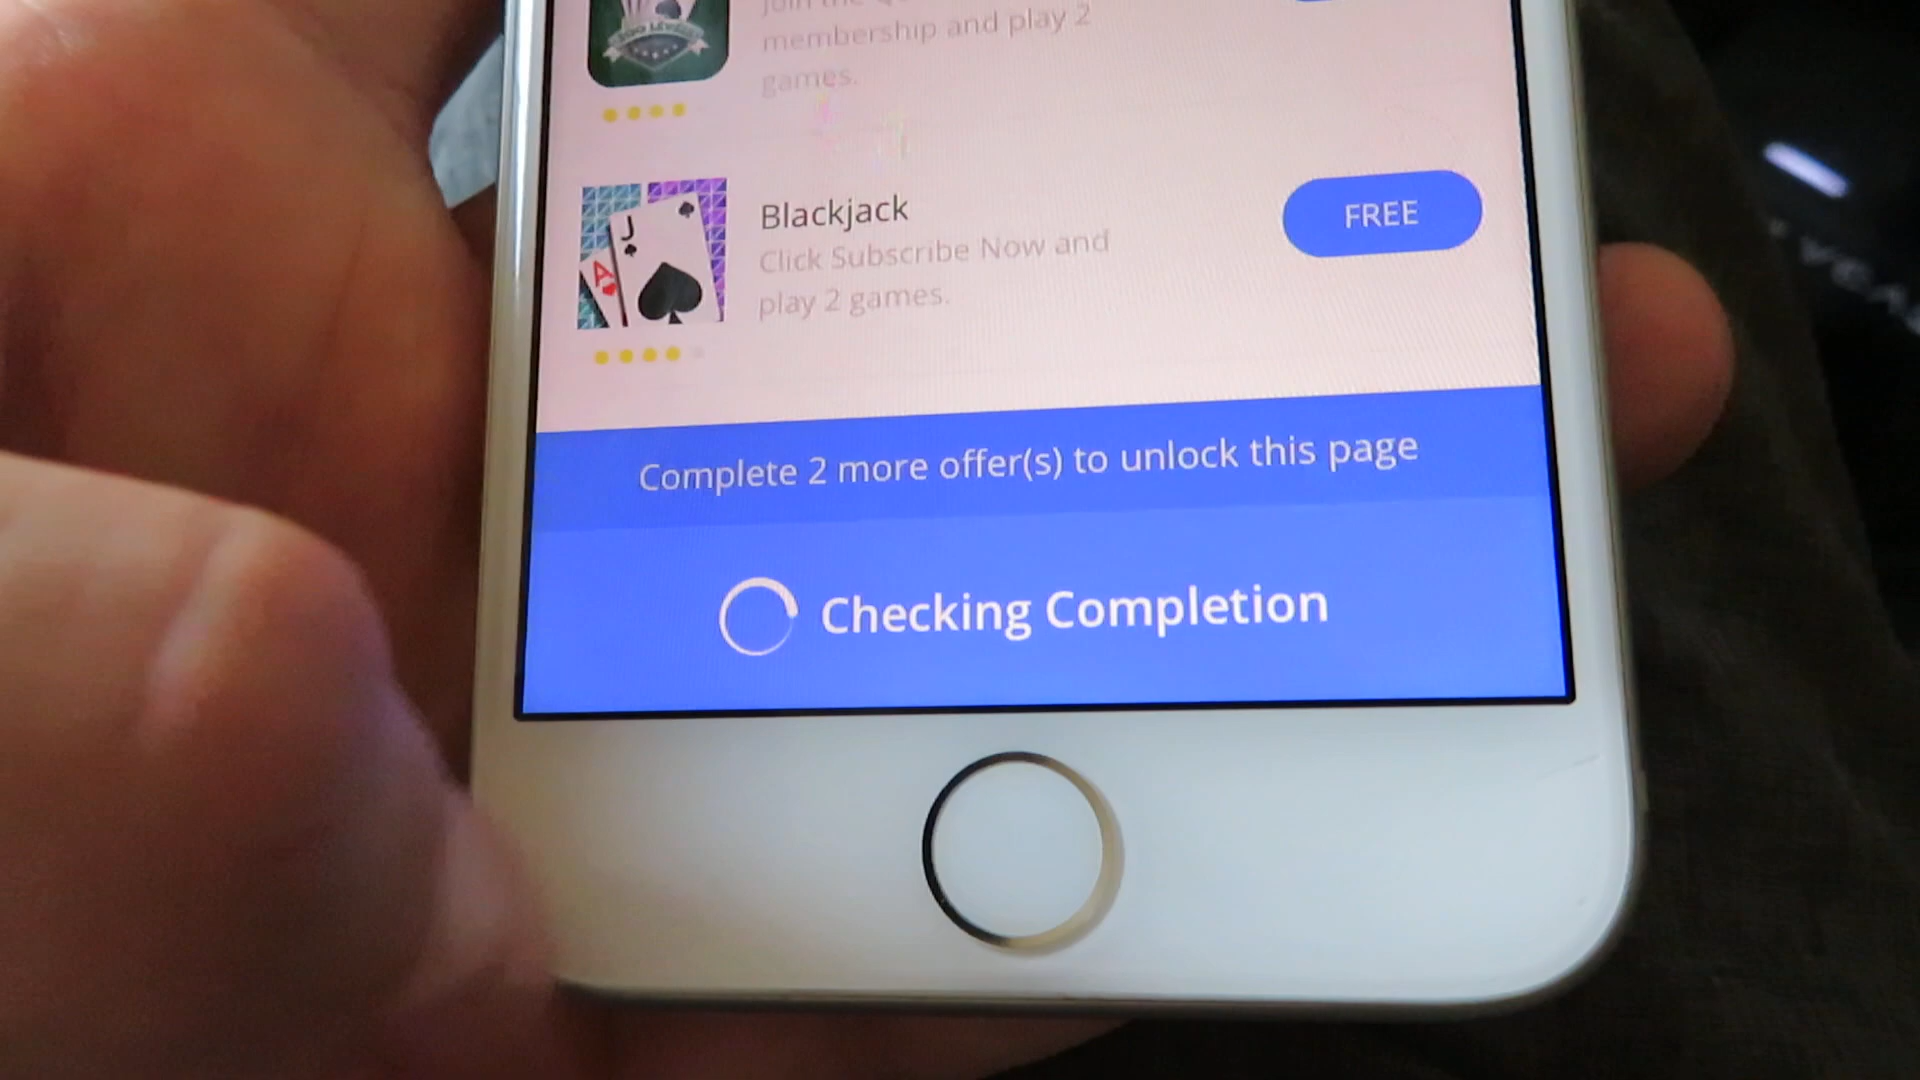 membership and play 2
games.
Blackjack
Click Subscribe Now and
play 2 games.
FREE
J
A
Complete 2 more offer(s) to unlock this page
Checking Completion